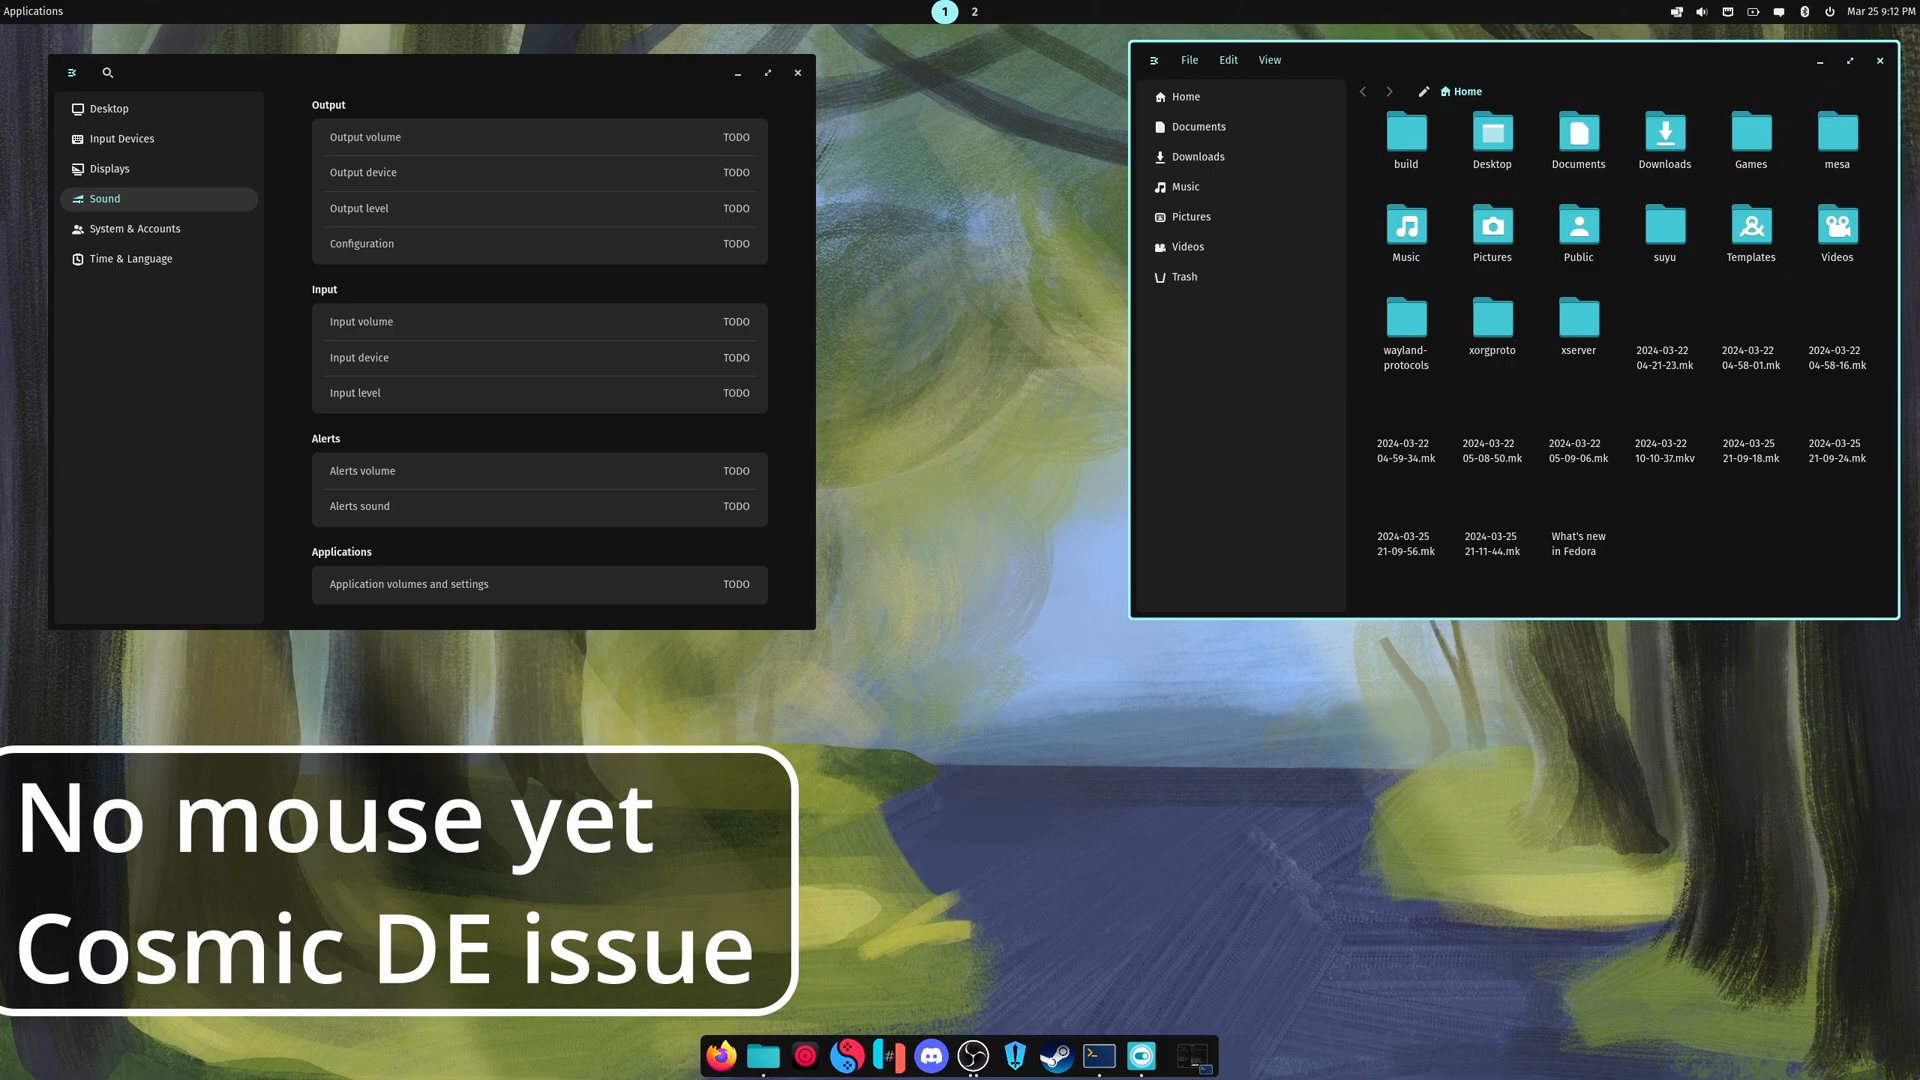 Applications
1 2
Mar 25 9:12 PM
Desktop
Input Devices
Displays
Sound
System & Accounts
Time & Language
Output
Output volume TODO
Output device TODO
Output level TODO
Configuration TODO
Input
Input volume TODO
Input device TODO
Input level TODO
Alerts
Alerts volume TODO
Alerts sound TODO
Applications
Application volumes and settings TODO
File Edit View
Home
Documents
Downloads
Music
Pictures
Videos
Trash
Home
build Desktop Documents Downloads Games mesa
Music Pictures Public suyu Templates Videos
wayland- xorgproto xserver 2024-03-22 2024-03-22 2024-03-22
protocols 04-21-23.mk 04-58-01.mk 04-58-16.mk
2024-03-22 2024-03-22 2024-03-22 2024-03-22 2024-03-25 2024-03-25
04-59-34.mk 05-08-50.mk 05-09-06.mk 10-10-37.mkv 21-09-18.mk 21-09-24.mk
2024-03-25 2024-03-25 What's new
21-09-56.mk 21-11-44.mk in Fedora
No mouse yet
Cosmic DE issue